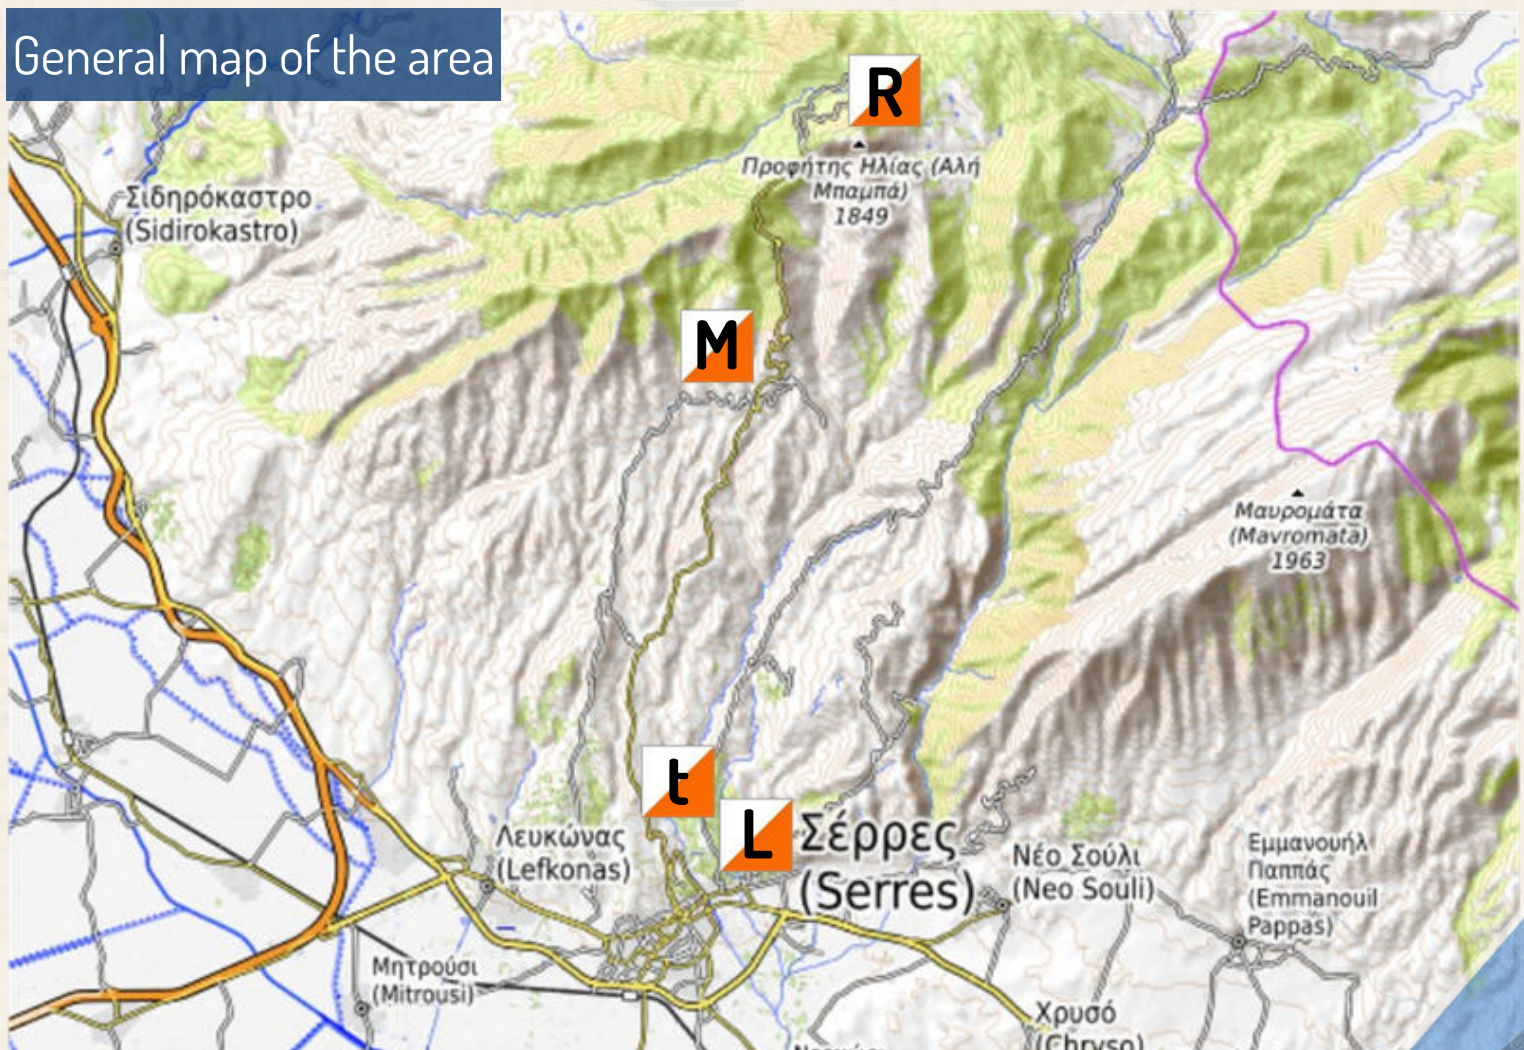 General map of the area
R
Προφήτης Ηλίας (Αλή
Μπαμπά)
1849
Σιδηρόκαστρο
(Sidirokastro)
M
Μαυρομάτα
(Mavromata)
1963
t
L
Σέρρες
(Serres)
Λευκώνας
(Lefkonas)
Νέο Σούλι
(Neo Souli)
Εμμανουήλ
Παππάς
(Emmanouil
Pappas)
Μητρούσι
(Mitrousi)
Χρυσό
(Chryso)